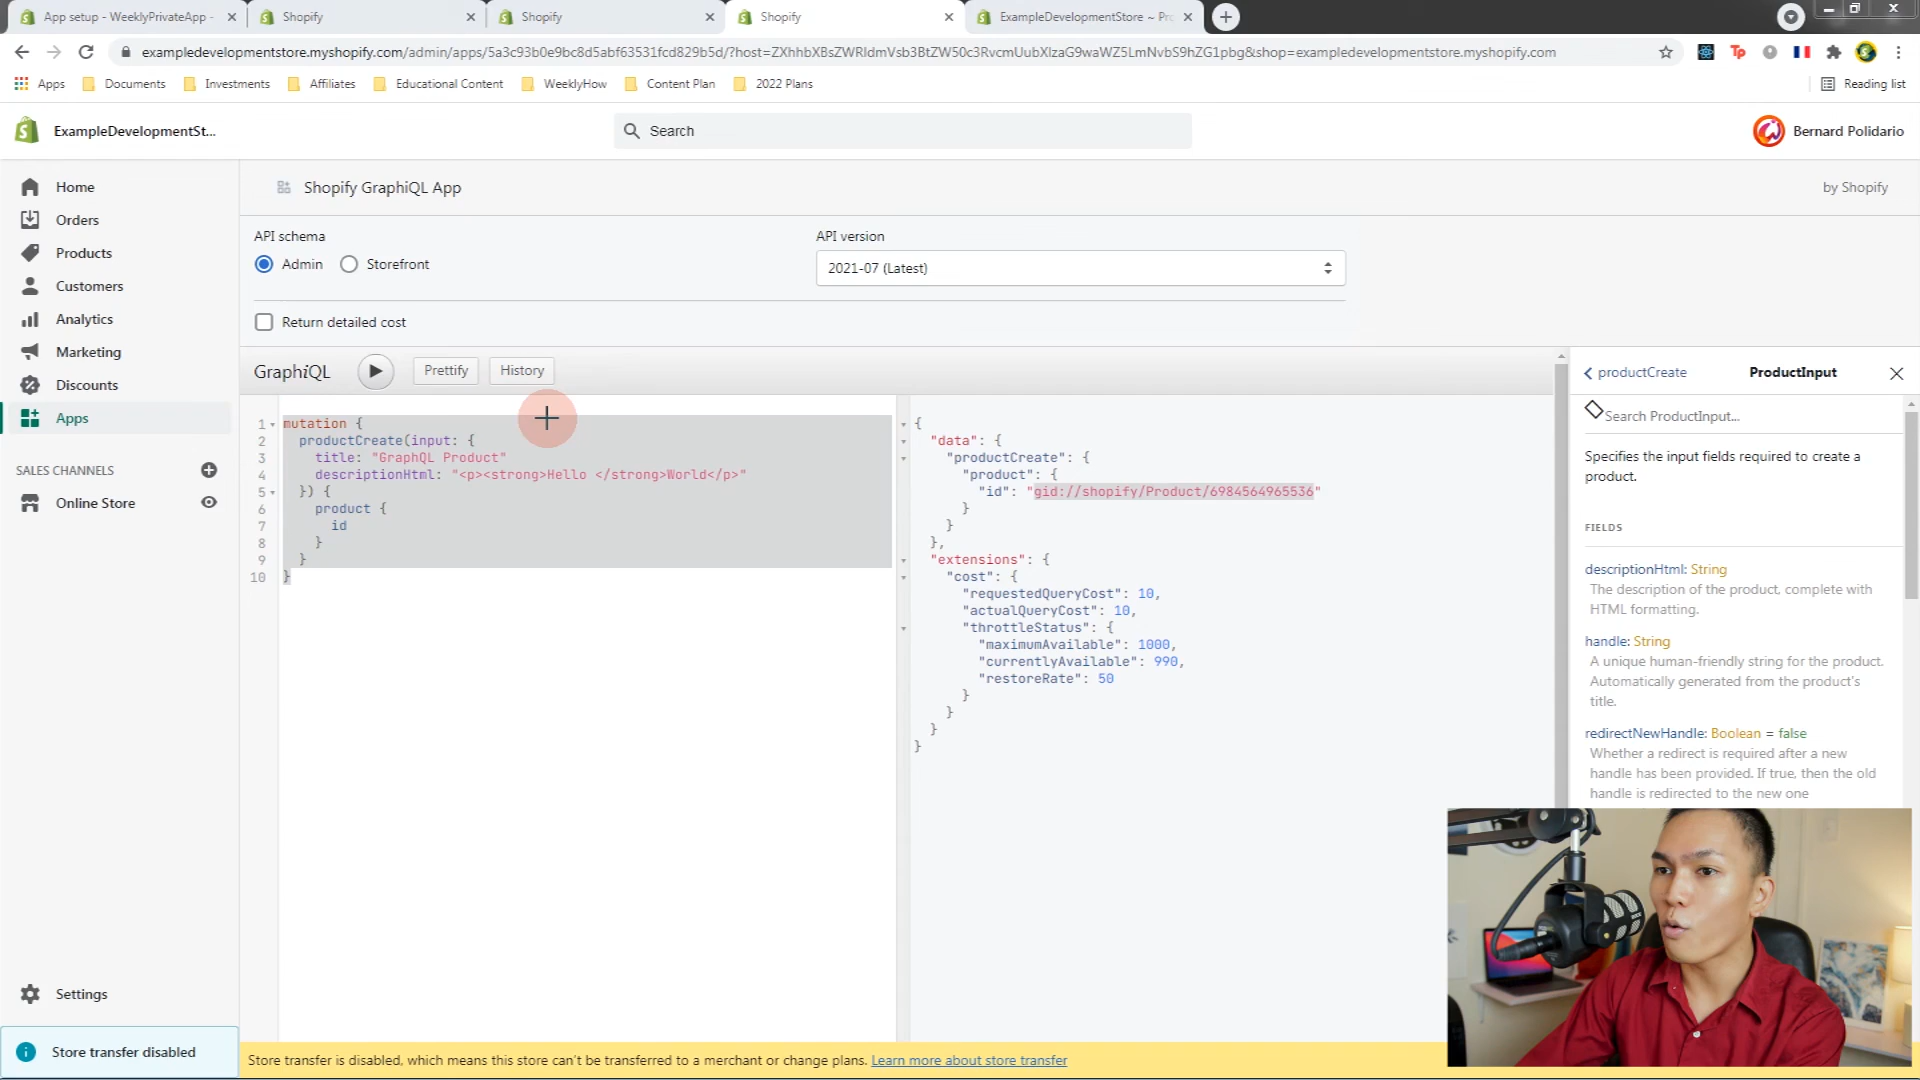 App setup - WeeklyPrivateApp -
Shopify
Shopify
Shopify
ExampleDevelopmentStore ~ Pro
exampledevelopmentstore.myshopify.com/admin/apps/5a3c93b0e9bc8d5abf63531fcd829b5d/?host=ZXhhbXBsZWRldmVsb3BtZW50c3RvcmUubXlzaG9waWZ5LmNvbS9hZG1pbg&shop=exampledevelopmentstore.myshopify.com
Tp
Apps
Documents
Investments
Affiliates
Educational Content
WeeklyHow
Content Plan
2022 Plans
Reading list
ExampleDevelopmentSt...
Search
Bernard Polidario
Home
Orders
Products
Customers
Analytics
Marketing
Discounts
Apps
SALES CHANNELS
Online Store
Settings
Store transfer disabled
Shopify GraphiQL App
by Shopify
API schema
Admin
Storefront
API version
2021-07 (Latest)
Return detailed cost
GraphiQL
Prettify
History
1 mutation {
2 productCreate(input: {
3 title: "GraphQL Product"
4 descriptionHtml: "<p><strong>Hello </strong>World</p>"
5 }) {
6 product {
7 id
8 }
9 }
10 }
{
"data": {
"productCreate": {
"product": {
"id": "gid://shopify/Product/6984564965536"
}
}
},
"extensions": {
"cost": {
"requestedQueryCost": 10,
"actualQueryCost": 10,
"throttleStatus": {
"maximumAvailable": 1000,
"currentlyAvailable": 990,
"restoreRate": 50
}
}
}
}
productCreate
ProductInput
Search ProductInput...
Specifies the input fields required to create a
product.
FIELDS
descriptionHtml: String
The description of the product, complete with
HTML formatting.
handle: String
A unique human-friendly string for the product.
Automatically generated from the product's
title.
redirectNewHandle: Boolean = false
Whether a redirect is required after a new
handle has been provided. If true, then the old
handle is redirected to the new one
Store transfer is disabled, which means this store can't be transferred to a merchant or change plans. Learn more about store transfer